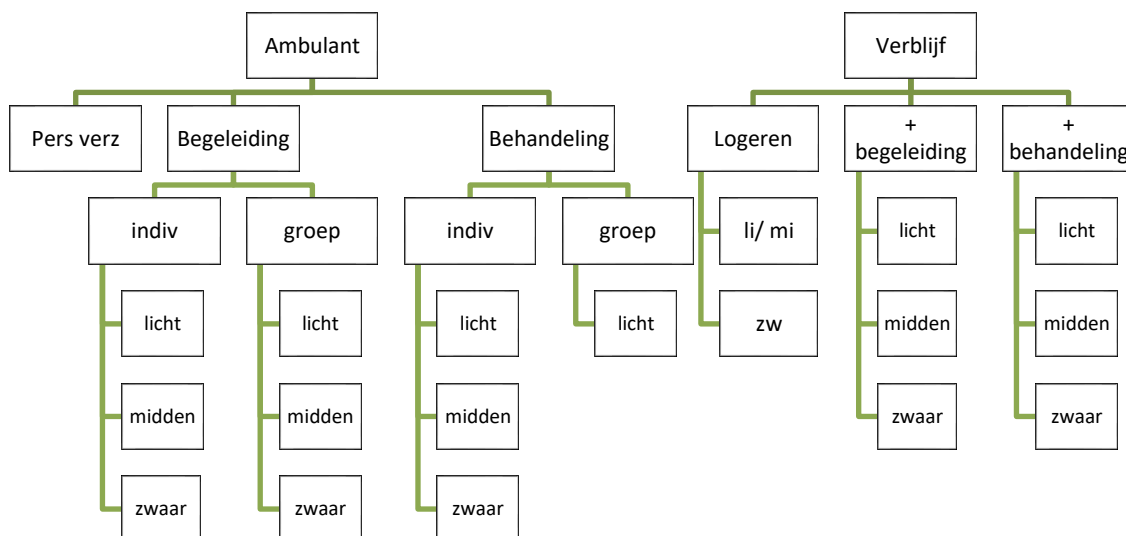 Ambulant
Verblijf
Pers verz
Begeleiding
Behandeling
Logeren
+
begeleiding
+
behandeling
indiv
groep
indiv
groep
li/ mi
licht
licht
licht
licht
licht
licht
zw
midden
midden
midden
midden
midden
zwaar
zwaar
zwaar
zwaar
zwaar